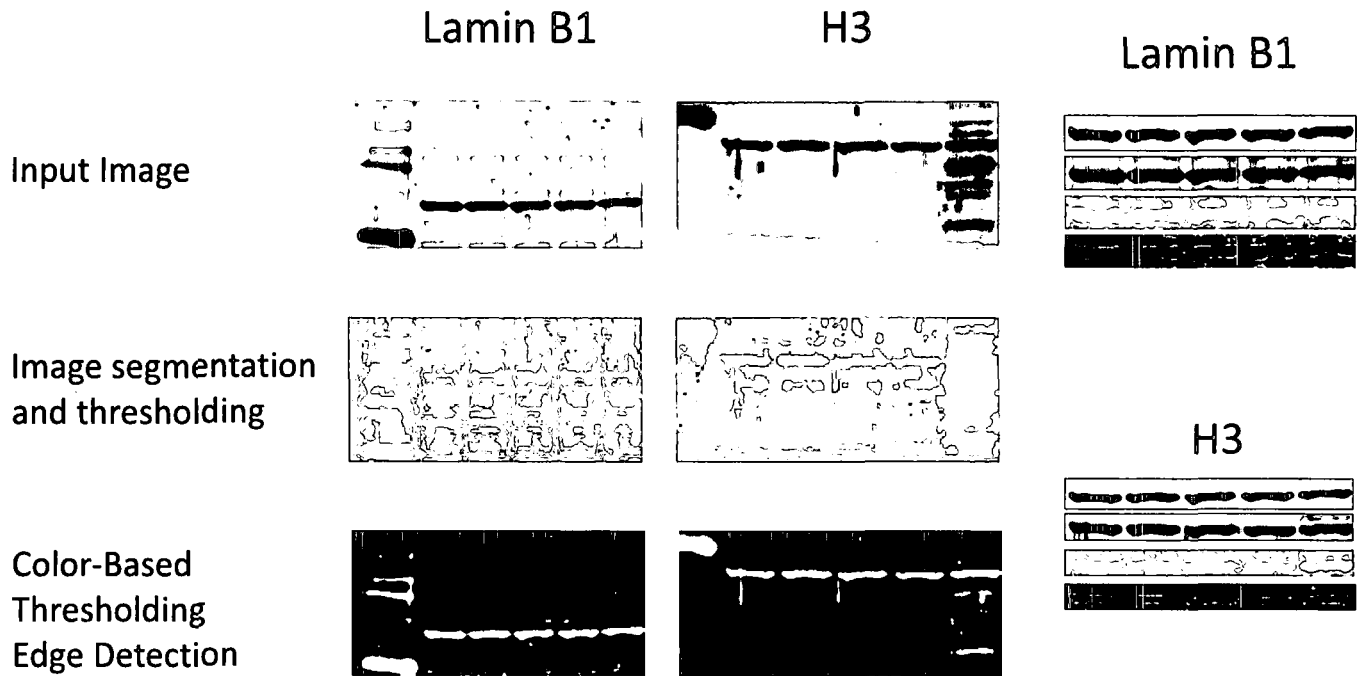 Lamin B1
H3
Lamin B1
Input Image
Image segmentation
and thresholding
H3
Color-Based
Thresholding
Edge Detection